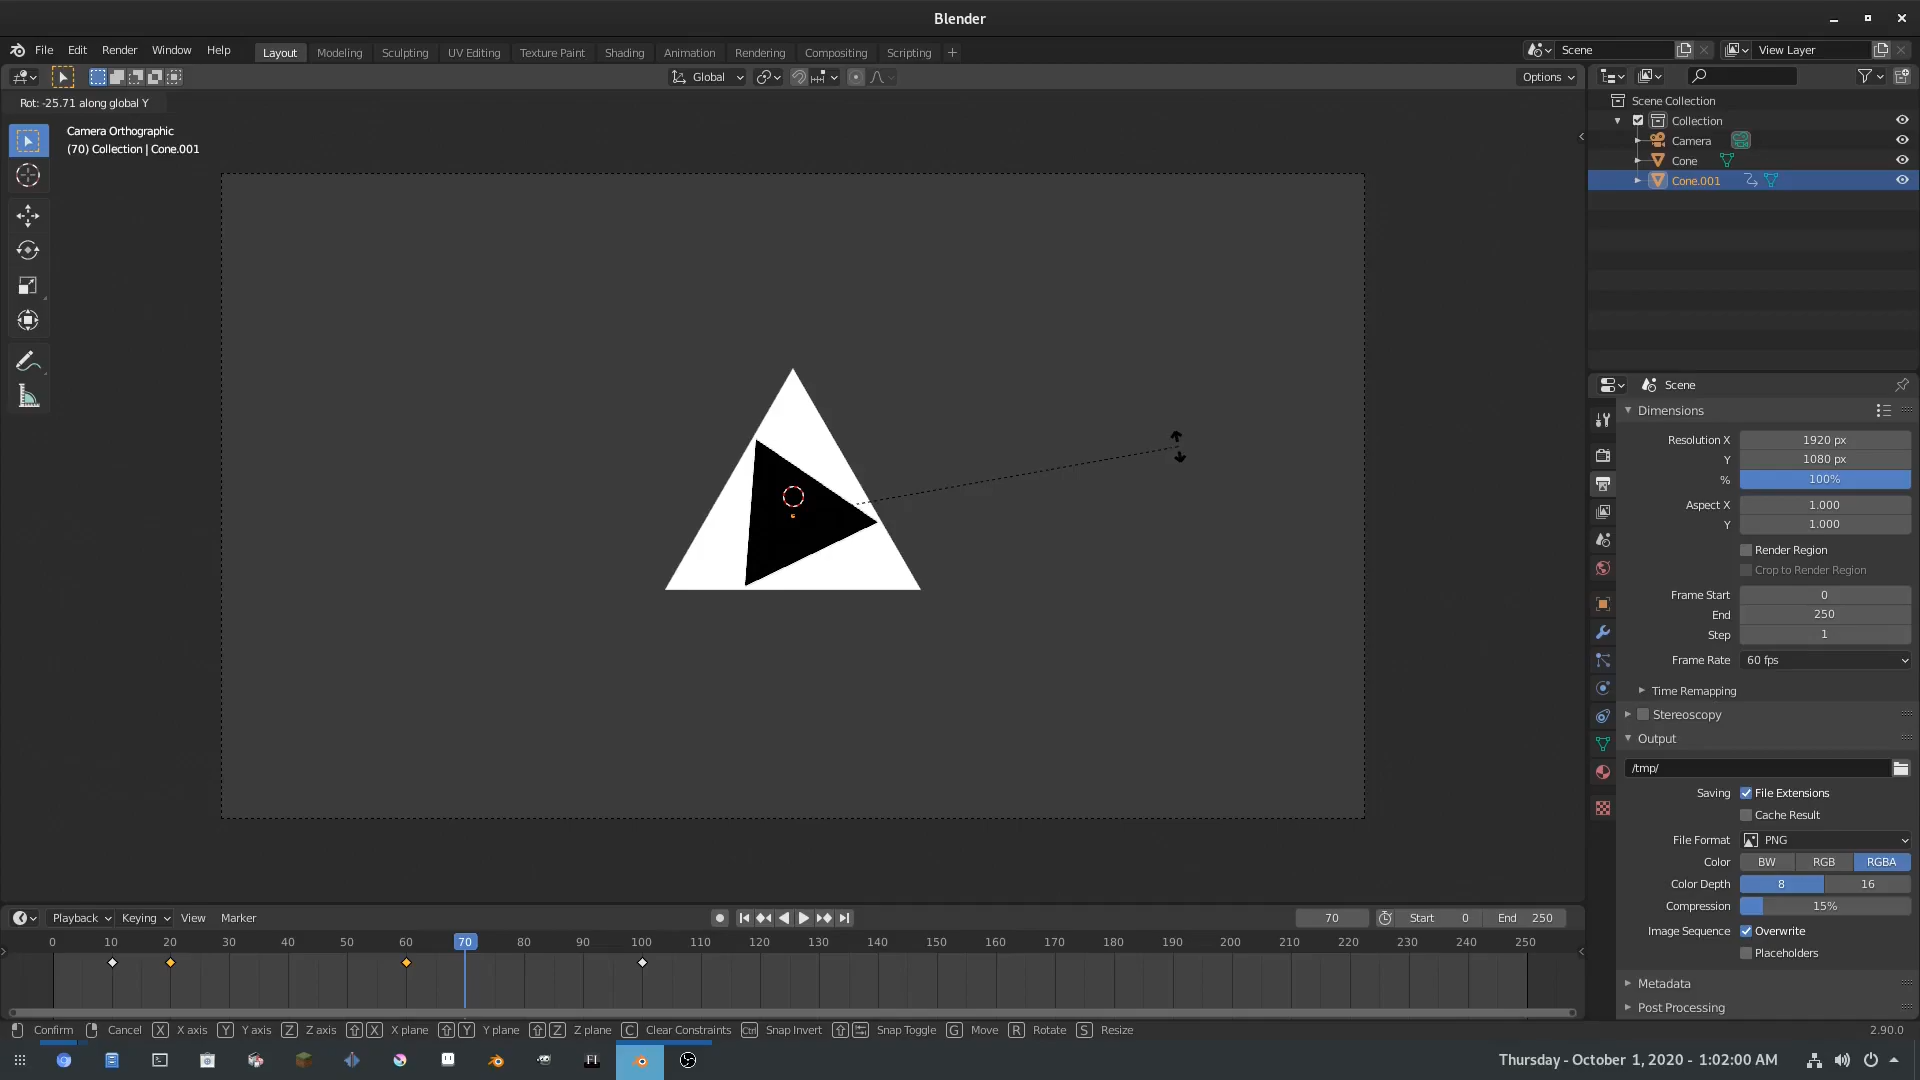 Blender
File Edit Render Window Help
Layout Modeling Sculpting UV Editing Texture Paint Shading Animation Rendering Compositing Scripting
Scene
View Layer
Global
Options
Rot: -25.71 along global Y
Camera Orthographic
(70) Collection | Cone.001
Scene Collection
Collection
Camera
Cone
Cone.001
Scene
Dimensions
Resolution X 1920 px
Y 1080 px
% 100%
Aspect X 1.000
Y 1.000
Render Region
Crop to Render Region
Frame Start 0
End 250
Step 1
Frame Rate 60 fps
Time Remapping
Stereoscopy
Output
/tmp/
Saving File Extensions
Cache Result
File Format PNG
Color BW RGB RGBA
Color Depth 8 16
Compression 15%
Image Sequence Overwrite
Placeholders
Metadata
Post Processing
Playback Keying View Marker 70 Start 0 End 250
0 10 20 30 40 50 60 70 80 90 100 110 120 130 140 150 160 170 180 190 200 210 220 230 240 250
Confirm Cancel X X axis Y Y axis Z Z axis X X plane Y Y plane Z Z plane C Clear Constraints Ctrl Snap Invert Snap Toggle G Move R Rotate S Resize 2.90.0
Thursday - October 1, 2020 - 1:02:00 AM